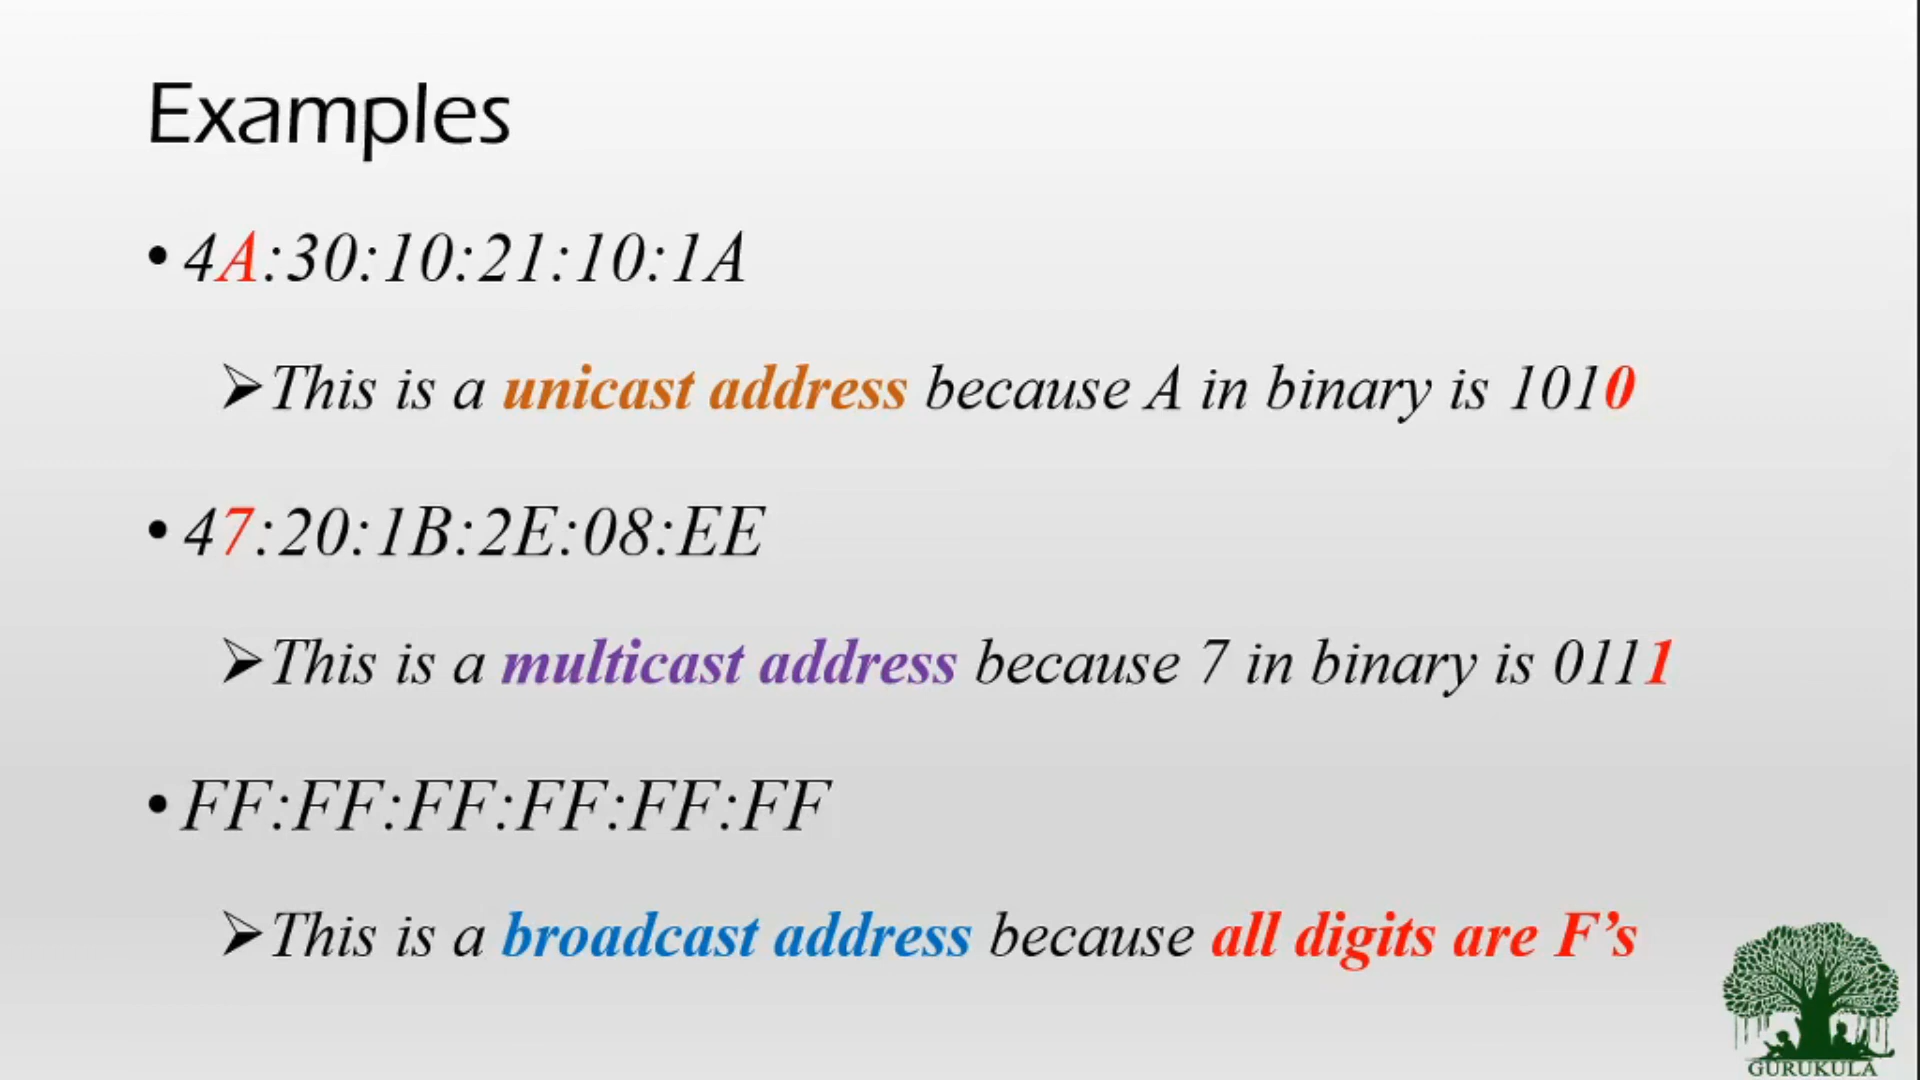 Examples
• 4A:30:10:21:10:1A
➢This is a unicast address because A in binary is 1010
• 47:20:1B:2E:08:EE
➢This is a multicast address because 7 in binary is 0111
• FF:FF:FF:FF:FF:FF
➢This is a broadcast address because all digits are F’s
GURUKULA